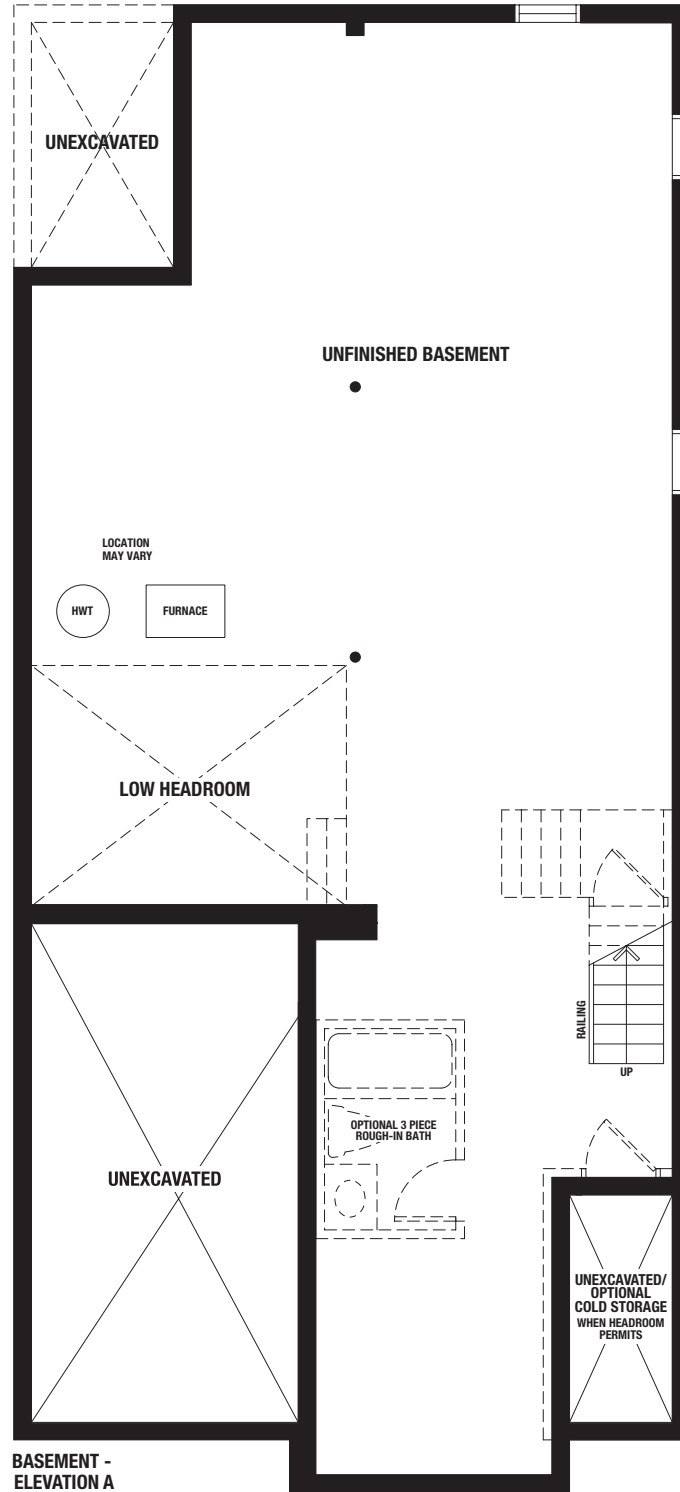 UNEXCAVATED
UNFINISHED BASEMENT
LOCATION
MAY VARY
HWT
FURNACE
LOW HEADROOM
RAILING
UP
OPTIONAL 3 PIECE
ROUGH-IN BATH
UNEXCAVATED
UNEXCAVATED/
OPTIONAL
COLD STORAGE
WHEN HEADROOM
PERMITS
BASEMENT -
ELEVATION A